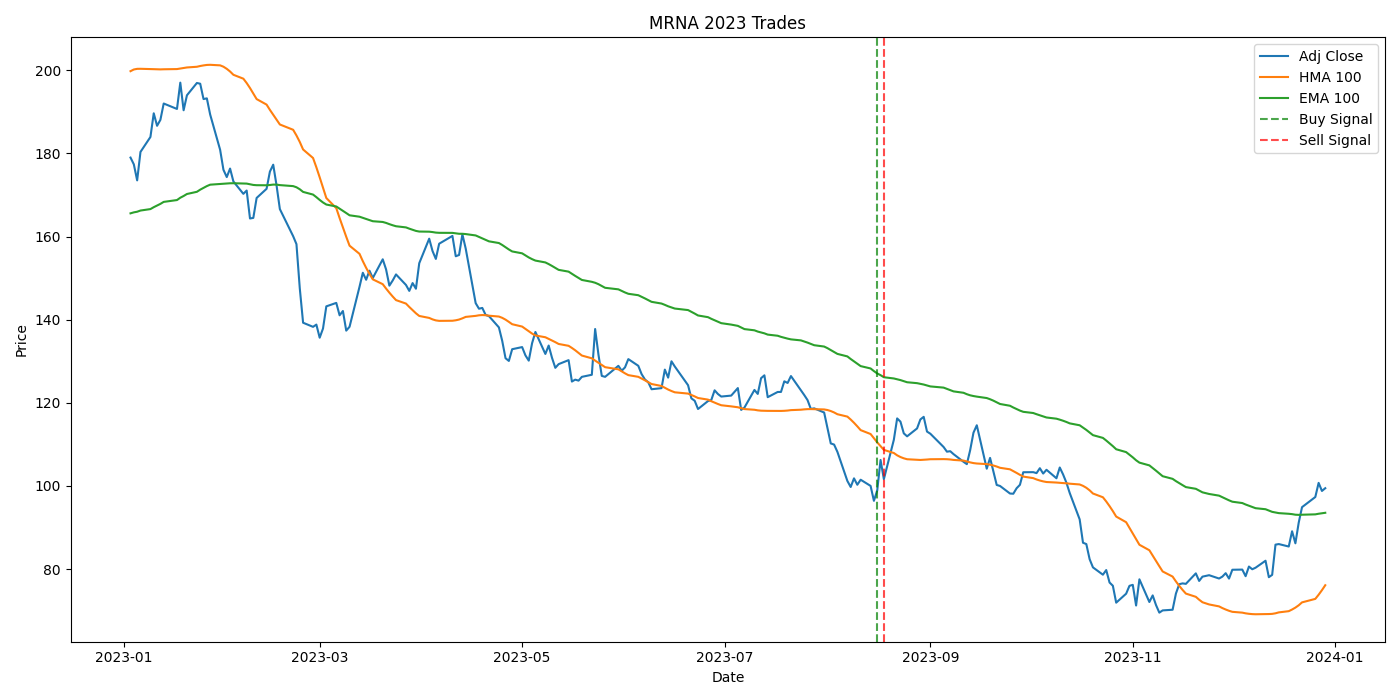 MRNA 2023 Trades
Adj Close
HMA 100
EMA 100
Buy Signal
Sell Signal
Price
200
180
160
140
120
100
80
2023-01
2023-03
2023-05
2023-07
2023-09
2023-11
2024-01
Date